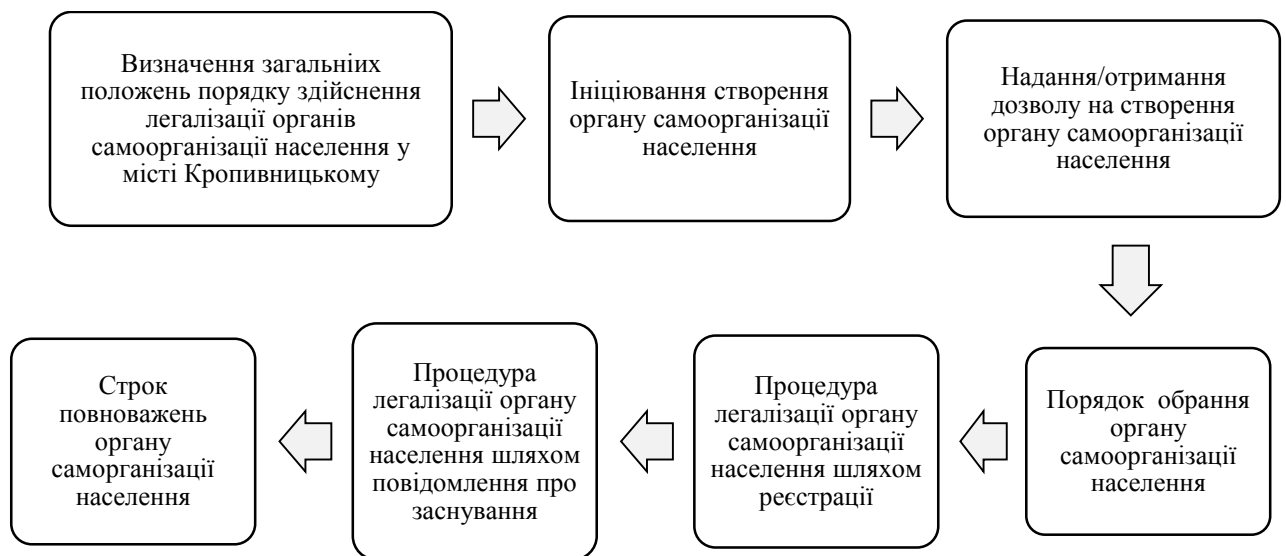 Визначення загальніих
положень порядку здійснення
легалізації органів
самоорганізації населення у
місті Кропивницькому
Ініціювання створення
органу самоорганізації
населення
Надання/отримання
дозволу на створення
органу самоорганізації
населення
Порядок обрання
органу
самоорганізації
населення
Процедура
легалізації органу
самоорганізації
населення шляхом
реєстрації
Процедура
легалізації органу
самоорганізації
населення шляхом
повідомлення про
заснування
Строк
повноважень
органу
саморганізації
населення